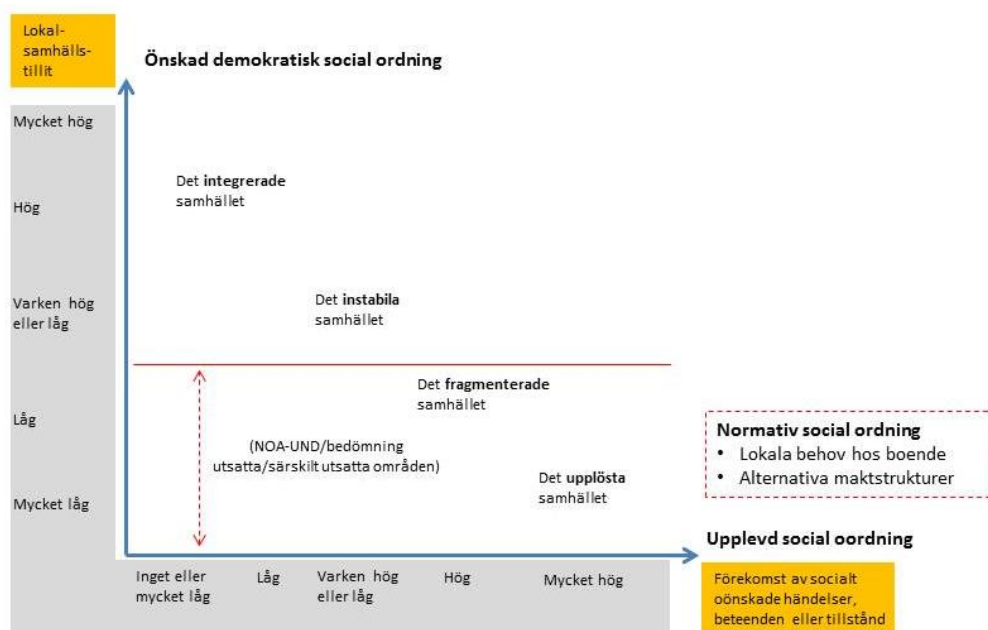 Lokal-
samhälls-
tillit
Önskad demokratisk social ordning
Mycket hög
Det integrerade
samhället
Hög
Varken hög
eller låg
Det instabila
samhället
Det fragmenterade
samhället
Låg
(NOA-UND/bedömning
utsatta/särskilt utsatta områden)
Normativ social ordning
• Lokala behov hos boende
• Alternativa maktstrukturer
Det upplösta
samhället
Mycket låg
Upplevd social oordning
Inget eller
mycket låg
Låg
Varken hög
eller låg
Hög
Mycket hög
Förekomst av socialt
oönskade händelser,
beteenden eller tillstånd